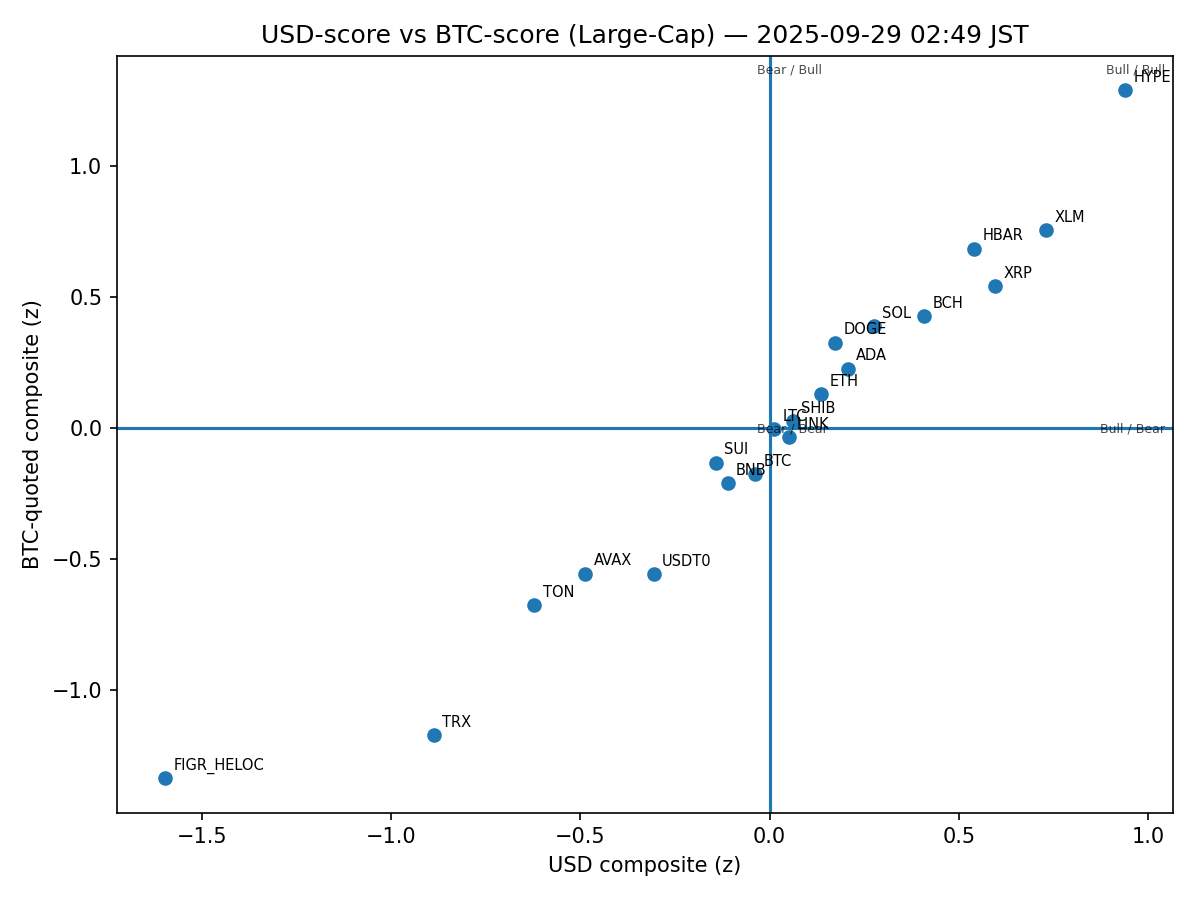 USD-score vs BTC-score (Large-Cap) — 2025-09-29 02:49 JST
Bear / Bull
Bull / Bull
HYPE
1.0
XLM
HBAR
XRP
0.5
BCH
SOL
DOGE
ADA
ETH
SHIB
LTC
LINK
0.0
Bear / Bear
Bull / Bear
SUI
BTC
BNB
−0.5
AVAX
USDT0
TON
−1.0
TRX
FIGR_HELOC
BTC-quoted composite (z)
−1.5
−1.0
−0.5
0.0
0.5
1.0
USD composite (z)